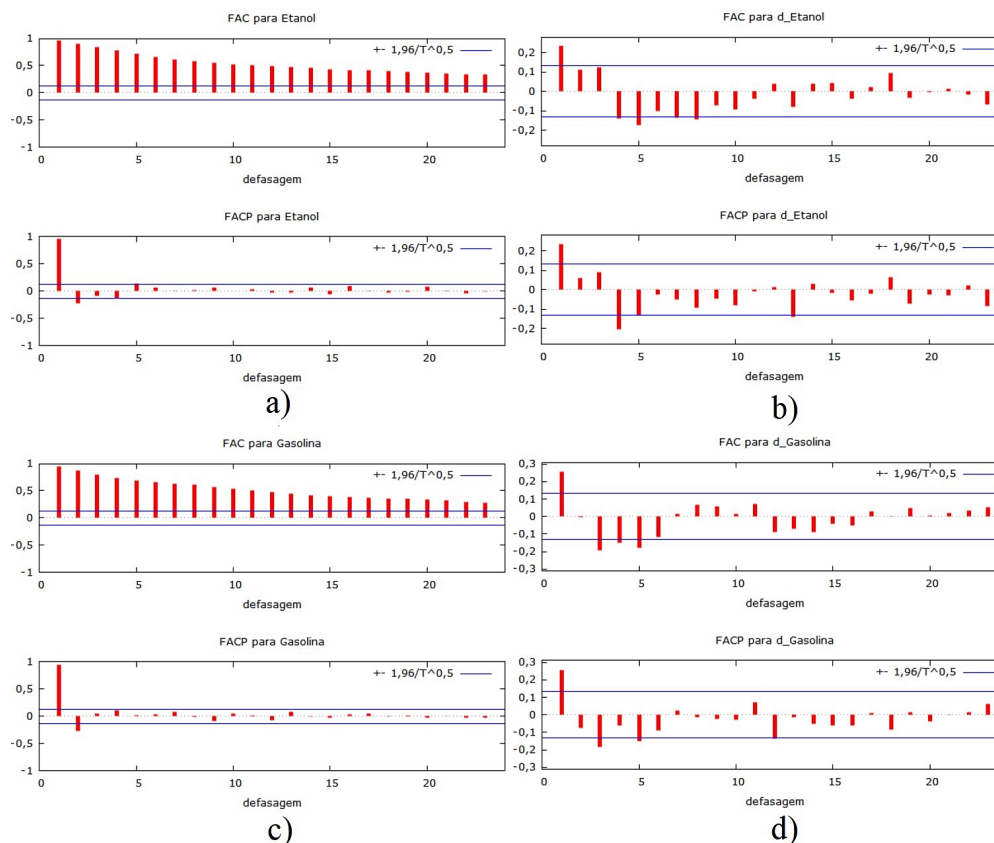 FAC para Etanol
+- 1,96/T^0,5
1
0,5
0
-0,5
-1
0 5 10 15 20
defasagem
FACP para Etanol
+- 1,96/T^0,5
1
0,5
0
-0,5
-1
0 5 10 15 20
defasagem
a)
FAC para d_Etanol
+- 1,96/T^0,5
0,2
0,1
0
-0,1
-0,2
0 5 10 15 20
defasagem
FACP para d_Etanol
+- 1,96/T^0,5
0,2
0,1
0
-0,1
-0,2
0 5 10 15 20
defasagem
b)
FAC para Gasolina
+- 1,96/T^0,5
1
0,5
0
-0,5
-1
0 5 10 15 20
defasagem
FACP para Gasolina
+- 1,96/T^0,5
1
0,5
0
-0,5
-1
0 5 10 15 20
defasagem
c)
FAC para d_Gasolina
+- 1,96/T^0,5
0,3
0,2
0,1
0
-0,1
-0,2
-0,3
0 5 10 15 20
defasagem
FACP para d_Gasolina
+- 1,96/T^0,5
0,3
0,2
0,1
0
-0,1
-0,2
-0,3
0 5 10 15 20
defasagem
d)